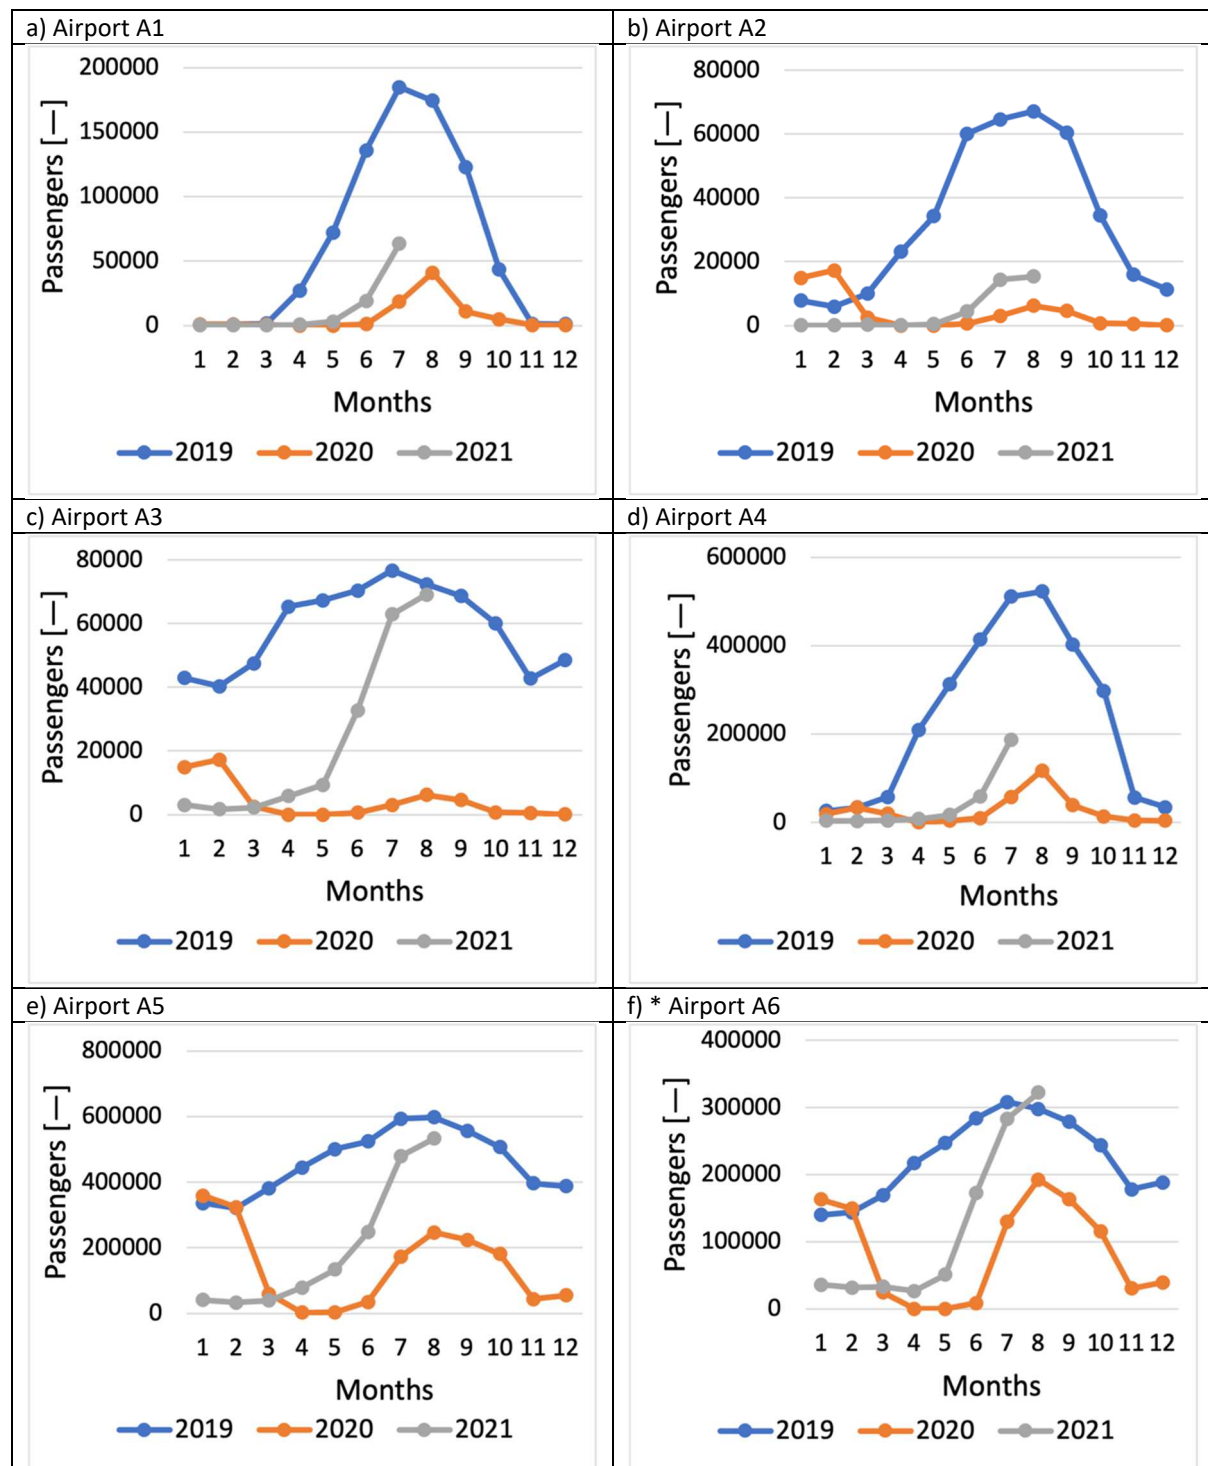 a) Airport A1
200000
150000
100000
50000
0
Passengers [—]
1 2 3 4 5 6 7 8 9 10 11 12
Months
2019 2020 2021
b) Airport A2
80000
60000
40000
20000
0
Passengers [—]
1 2 3 4 5 6 7 8 9 10 11 12
Months
2019 2020 2021
c) Airport A3
80000
60000
40000
20000
0
Passengers [—]
1 2 3 4 5 6 7 8 9 10 11 12
Months
2019 2020 2021
d) Airport A4
600000
400000
200000
0
Passengers [—]
1 2 3 4 5 6 7 8 9 10 11 12
Months
2019 2020 2021
e) Airport A5
800000
600000
400000
200000
0
Passengers [—]
1 2 3 4 5 6 7 8 9 10 11 12
Months
2019 2020 2021
f) * Airport A6
400000
300000
200000
100000
0
Passengers [—]
1 2 3 4 5 6 7 8 9 10 11 12
Months
2019 2020 2021